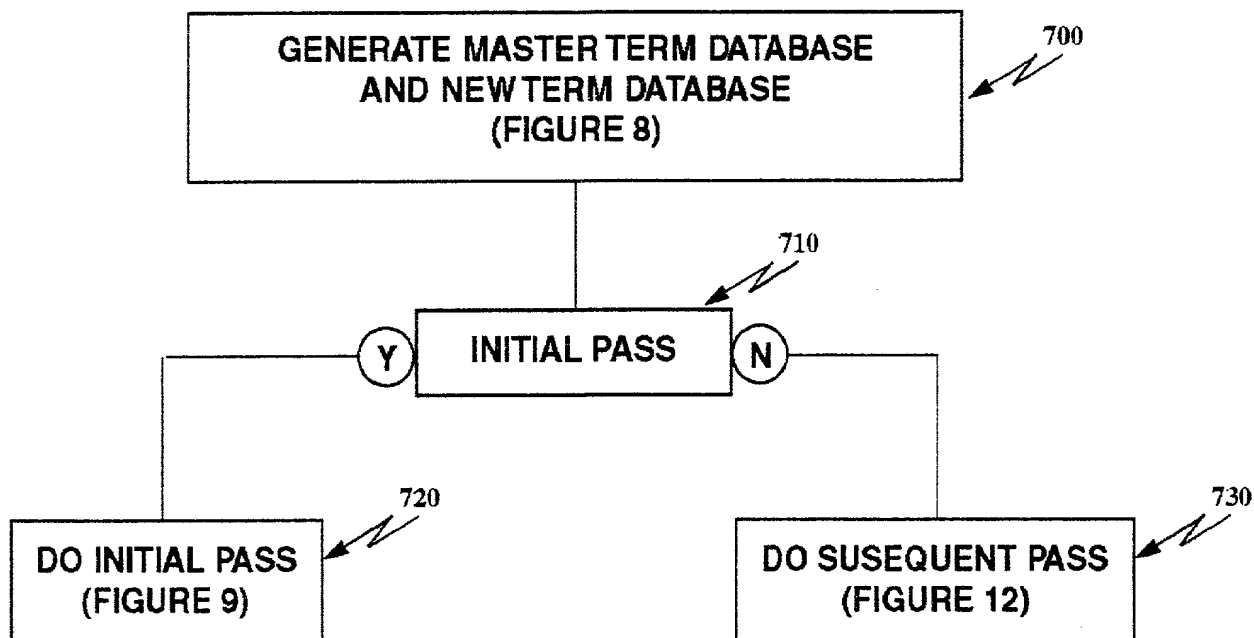 GENERATE MASTER TERM DATABASE
AND NEW TERM DATABASE
(FIGURE 8)
700
710
Y
INITIAL PASS
N
720
DO INITIAL PASS
(FIGURE 9)
730
DO SUSEQUENT PASS
(FIGURE 12)